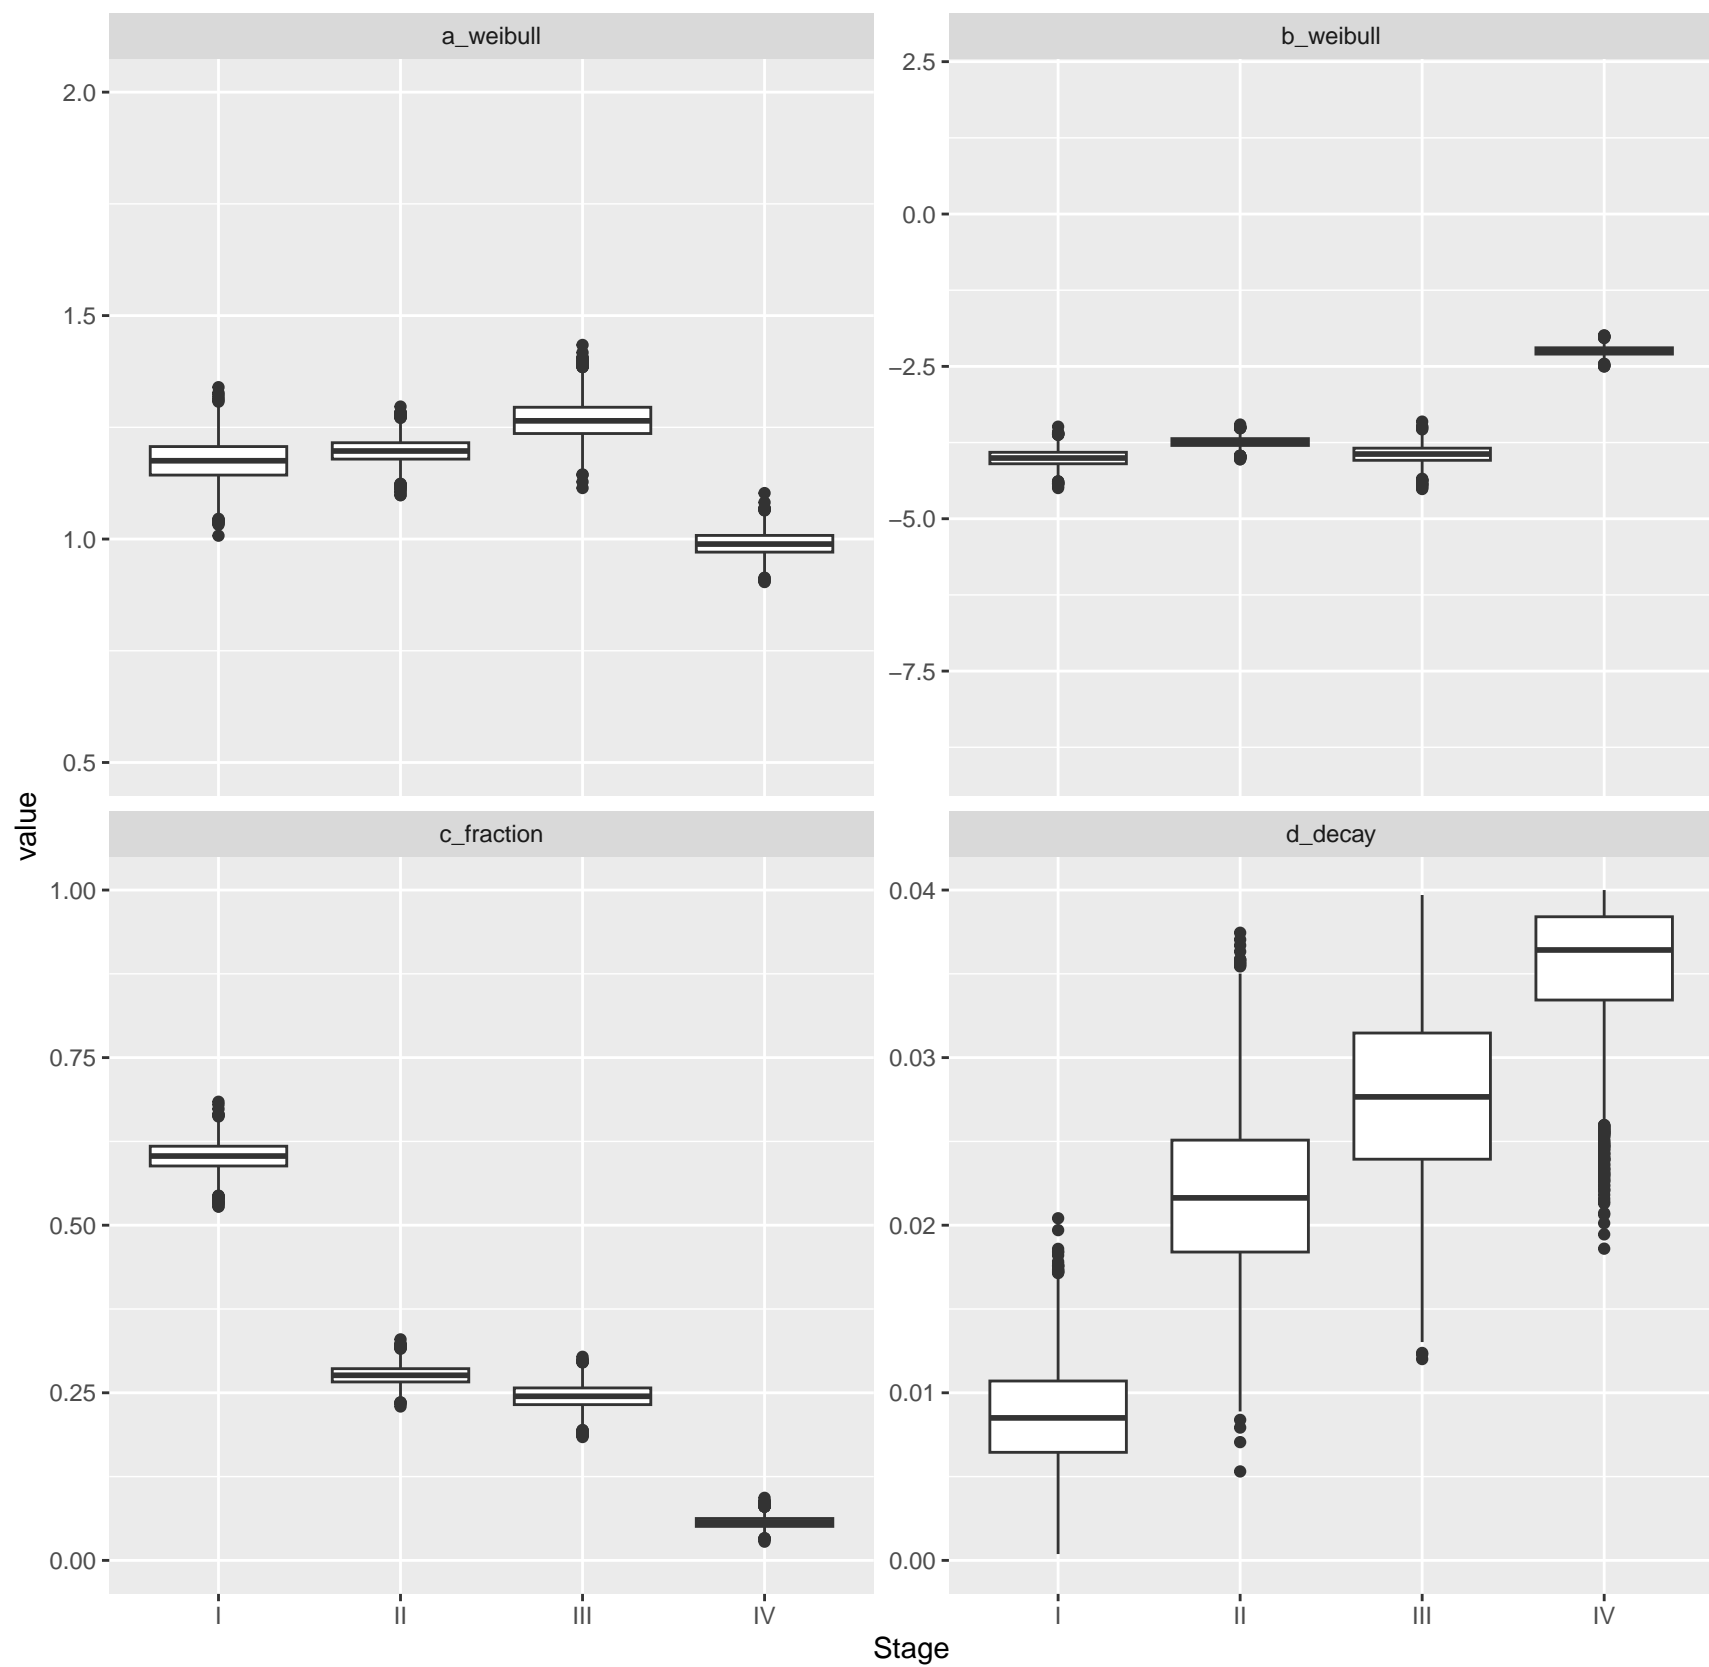 a_weibull
b_weibull
2.0
1.5
1.0
0.5
2.5
0.0
−2.5
−5.0
−7.5
value
c_fraction
d_decay
1.00
0.75
0.50
0.25
0.00
0.04
0.03
0.02
0.01
0.00
I II III IV
I II III IV
Stage